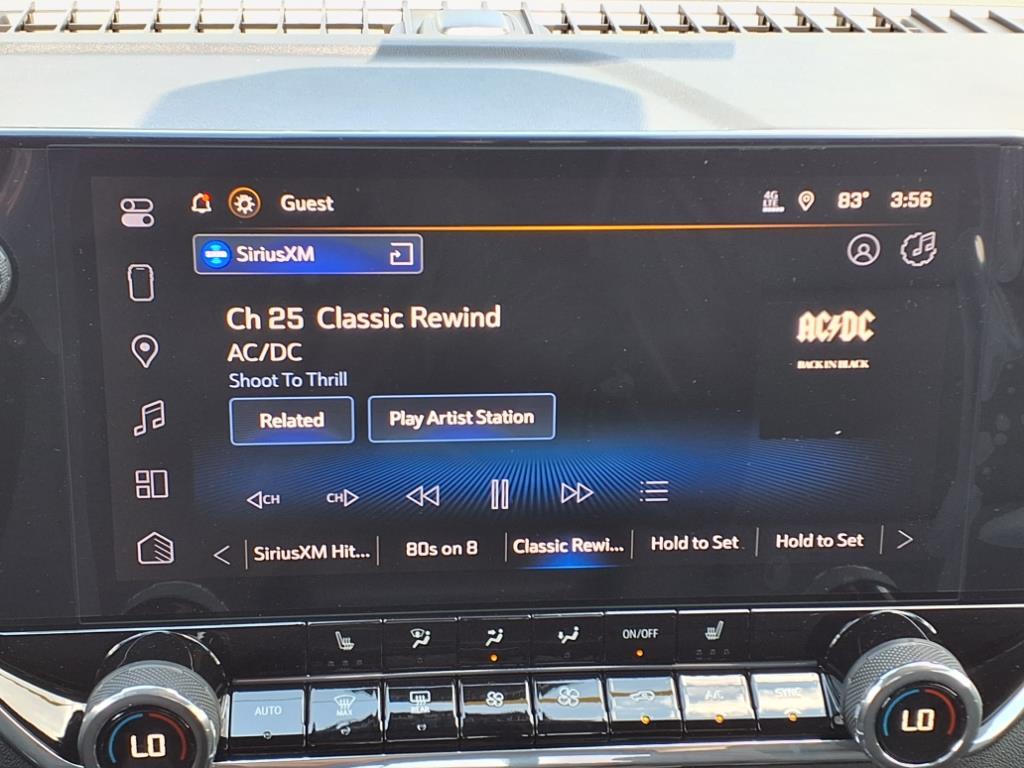 Guest
4G
LTE
83° 3:56
SiriusXM
Ch 25 Classic Rewind
AC/DC
Shoot To Thrill
AC/DC
BACK IN BLACK
Related
Play Artist Station
CH
CH
SiriusXM Hit...
80s on 8
Classic Rewi...
Hold to Set
Hold to Set
ON/OFF
AUTO
MAX
REAR
A/C
SYNC
LO
LO